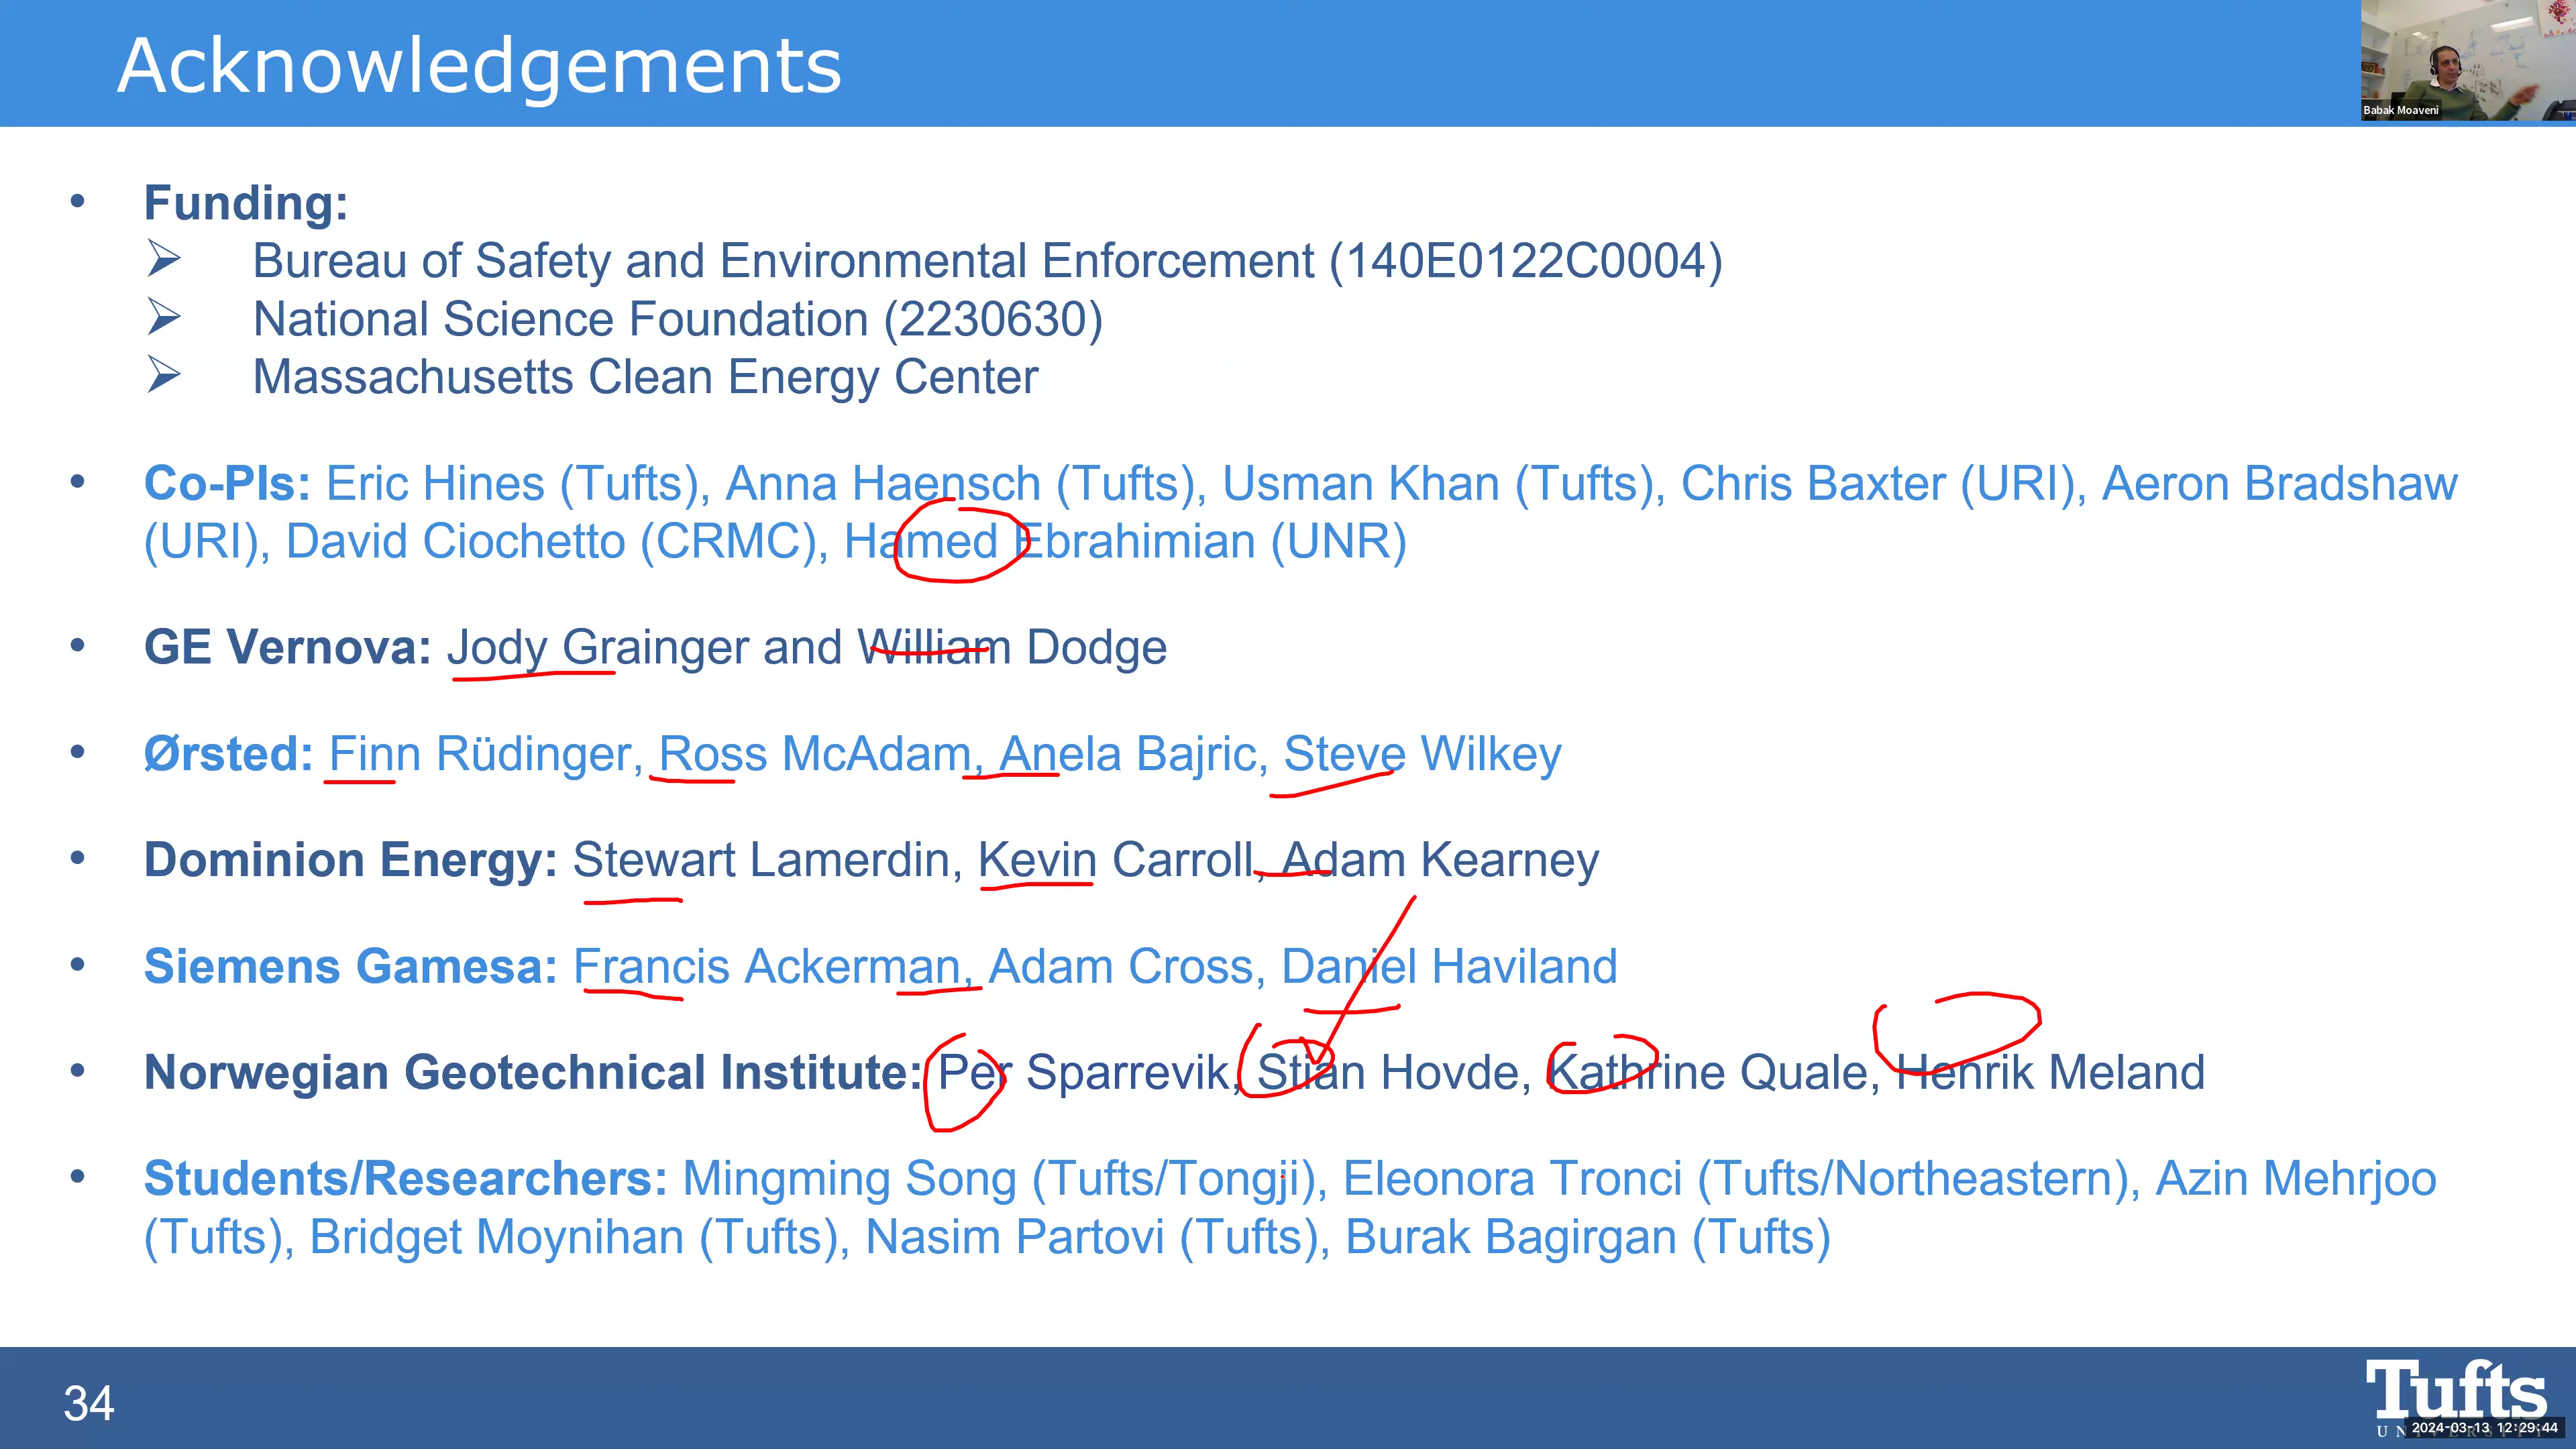 Acknowledgements
Babak Moaveni
• Funding:
➢ Bureau of Safety and Environmental Enforcement (140E0122C0004)
➢ National Science Foundation (2230630)
➢ Massachusetts Clean Energy Center
• Co-PIs: Eric Hines (Tufts), Anna Haensch (Tufts), Usman Khan (Tufts), Chris Baxter (URI), Aeron Bradshaw
(URI), David Ciochetto (CRMC), Hamed Ebrahimian (UNR)
• GE Vernova: Jody Grainger and William Dodge
• Ørsted: Finn Rüdinger, Ross McAdam, Anela Bajric, Steve Wilkey
• Dominion Energy: Stewart Lamerdin, Kevin Carroll, Adam Kearney
• Siemens Gamesa: Francis Ackerman, Adam Cross, Daniel Haviland
• Norwegian Geotechnical Institute: Per Sparrevik, Stian Hovde, Kathrine Quale, Henrik Meland
• Students/Researchers: Mingming Song (Tufts/Tongji), Eleonora Tronci (Tufts/Northeastern), Azin Mehrjoo
(Tufts), Bridget Moynihan (Tufts), Nasim Partovi (Tufts), Burak Bagirgan (Tufts)
34
Tufts
2024-03-13 12:29:44